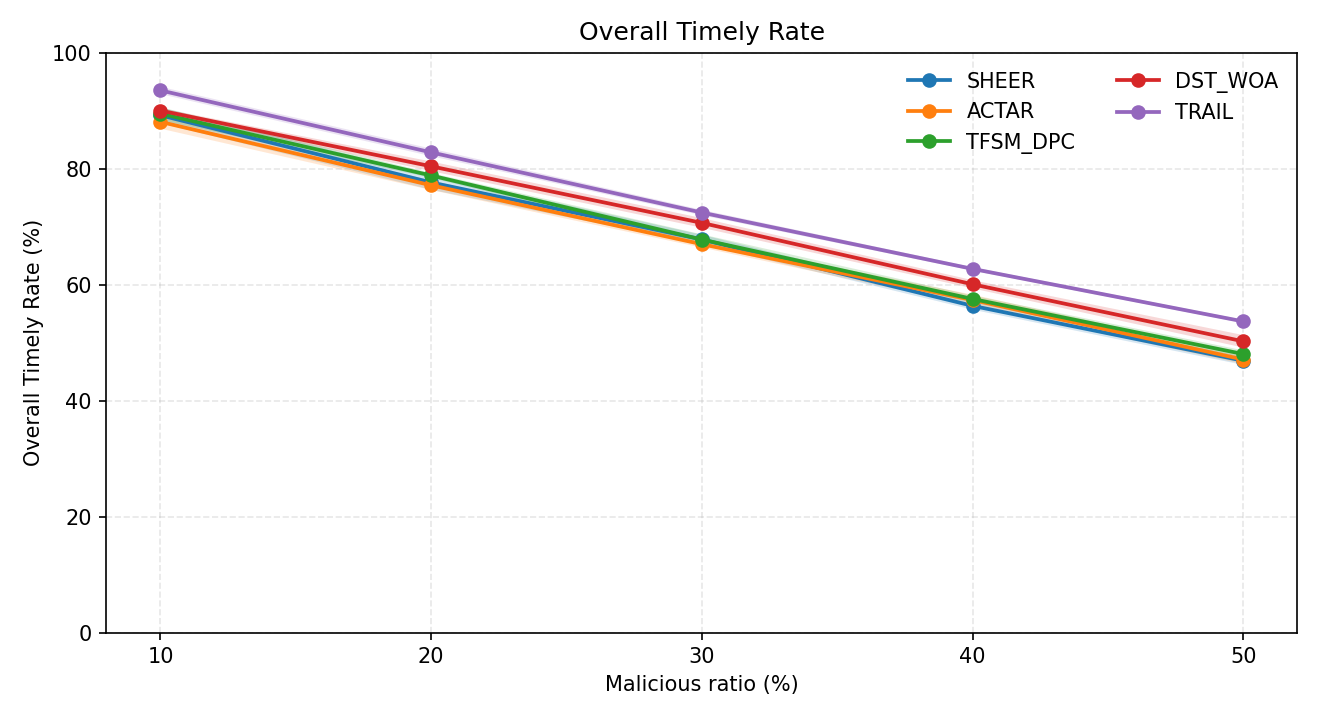 Overall Timely Rate
SHEER
ACTAR
TFSM_DPC
DST_WOA
TRAIL
Overall Timely Rate (%)
100
80
60
40
20
0
10
20
30
40
50
Malicious ratio (%)